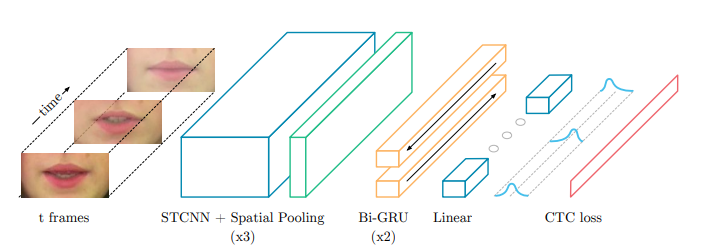 time
t frames
STCNN + Spatial Pooling
(x3)
Bi-GRU
(x2)
Linear
CTC loss